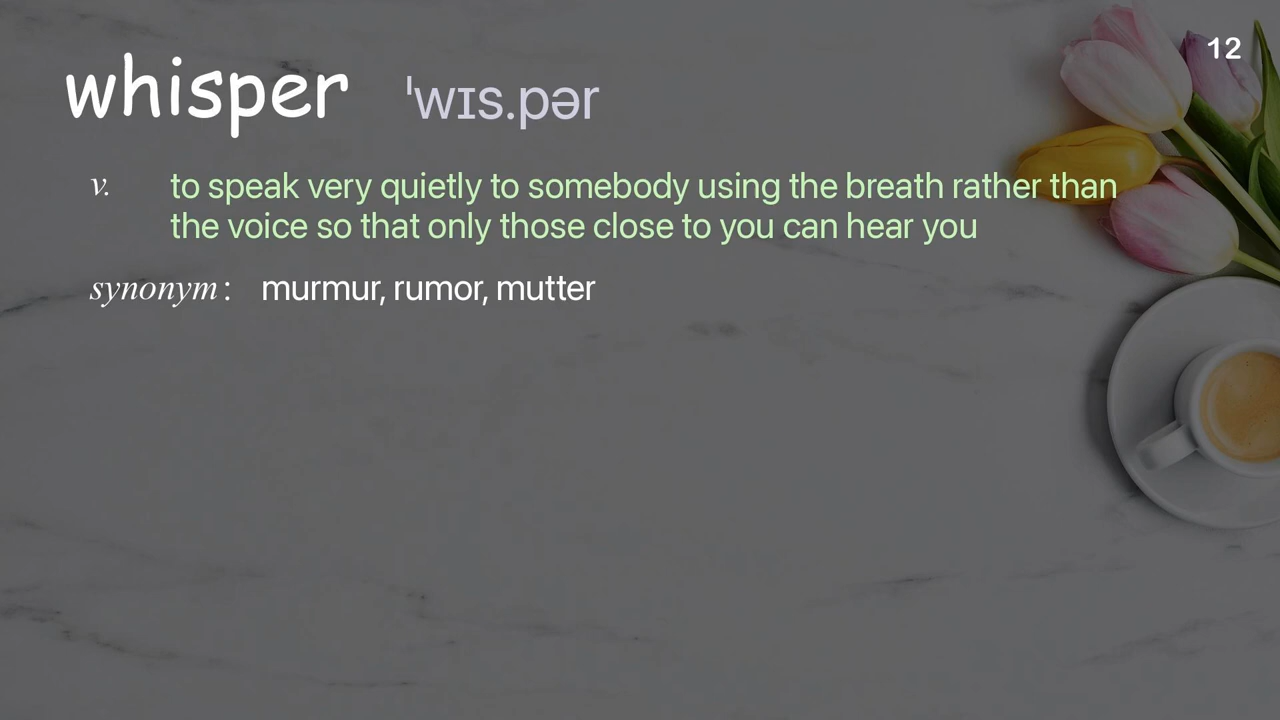 12
whisper ˈwɪs.pər
v. to speak very quietly to somebody using the breath rather than
the voice so that only those close to you can hear you
synonym : murmur, rumor, mutter